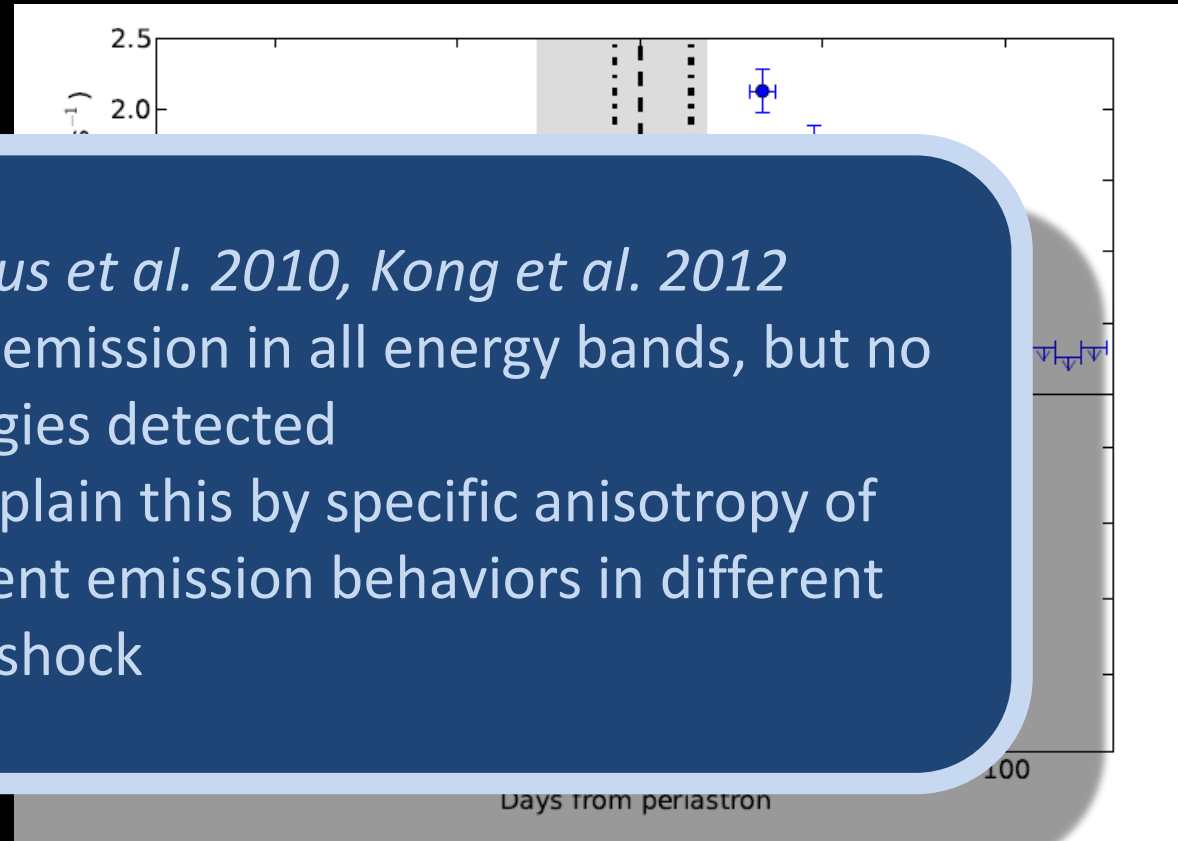 2.5
2.0
us et al. 2010, Kong et al. 2012
emission in all energy bands, but no
gies detected
plain this by specific anisotropy of
ent emission behaviors in different
shock
100
Days from periastron